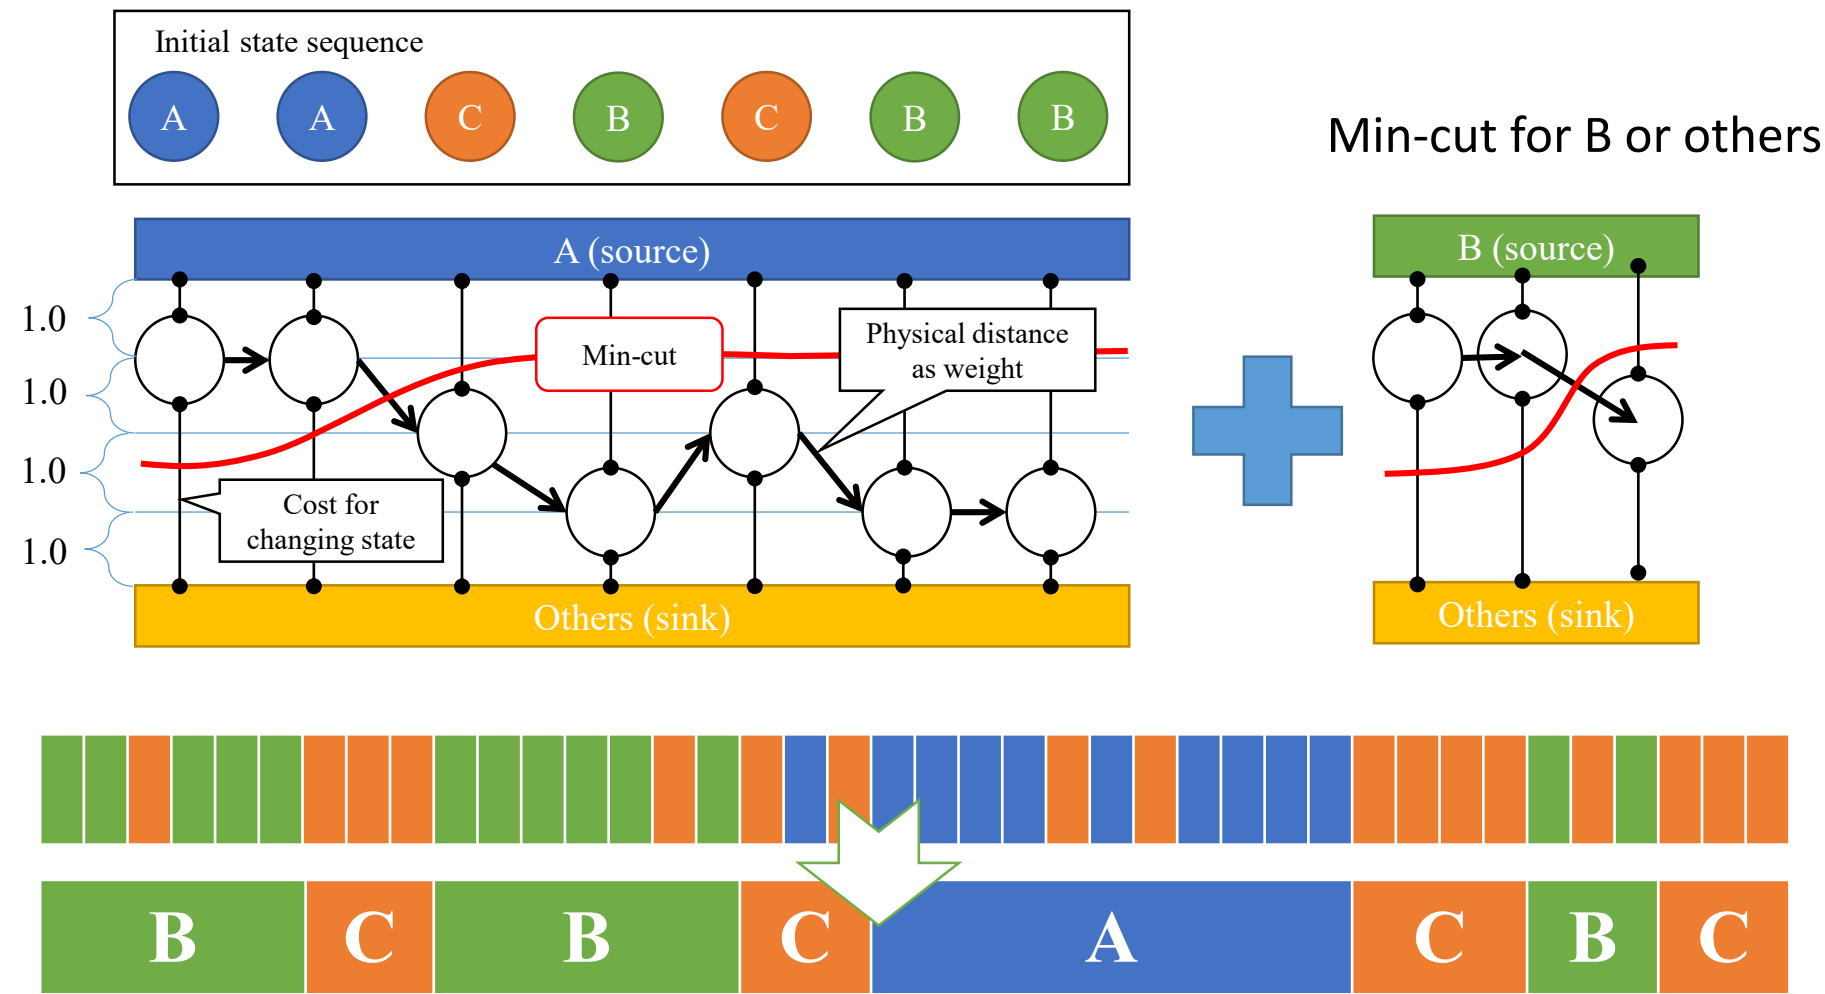 Initial state sequence
A A C B C B B
Min-cut for B or others
A (source)
B (source)
1.0
1.0
1.0
1.0
Min-cut
Physical distance
as weight
Cost for
changing state
Others (sink)
Others (sink)
B C B C A C B C